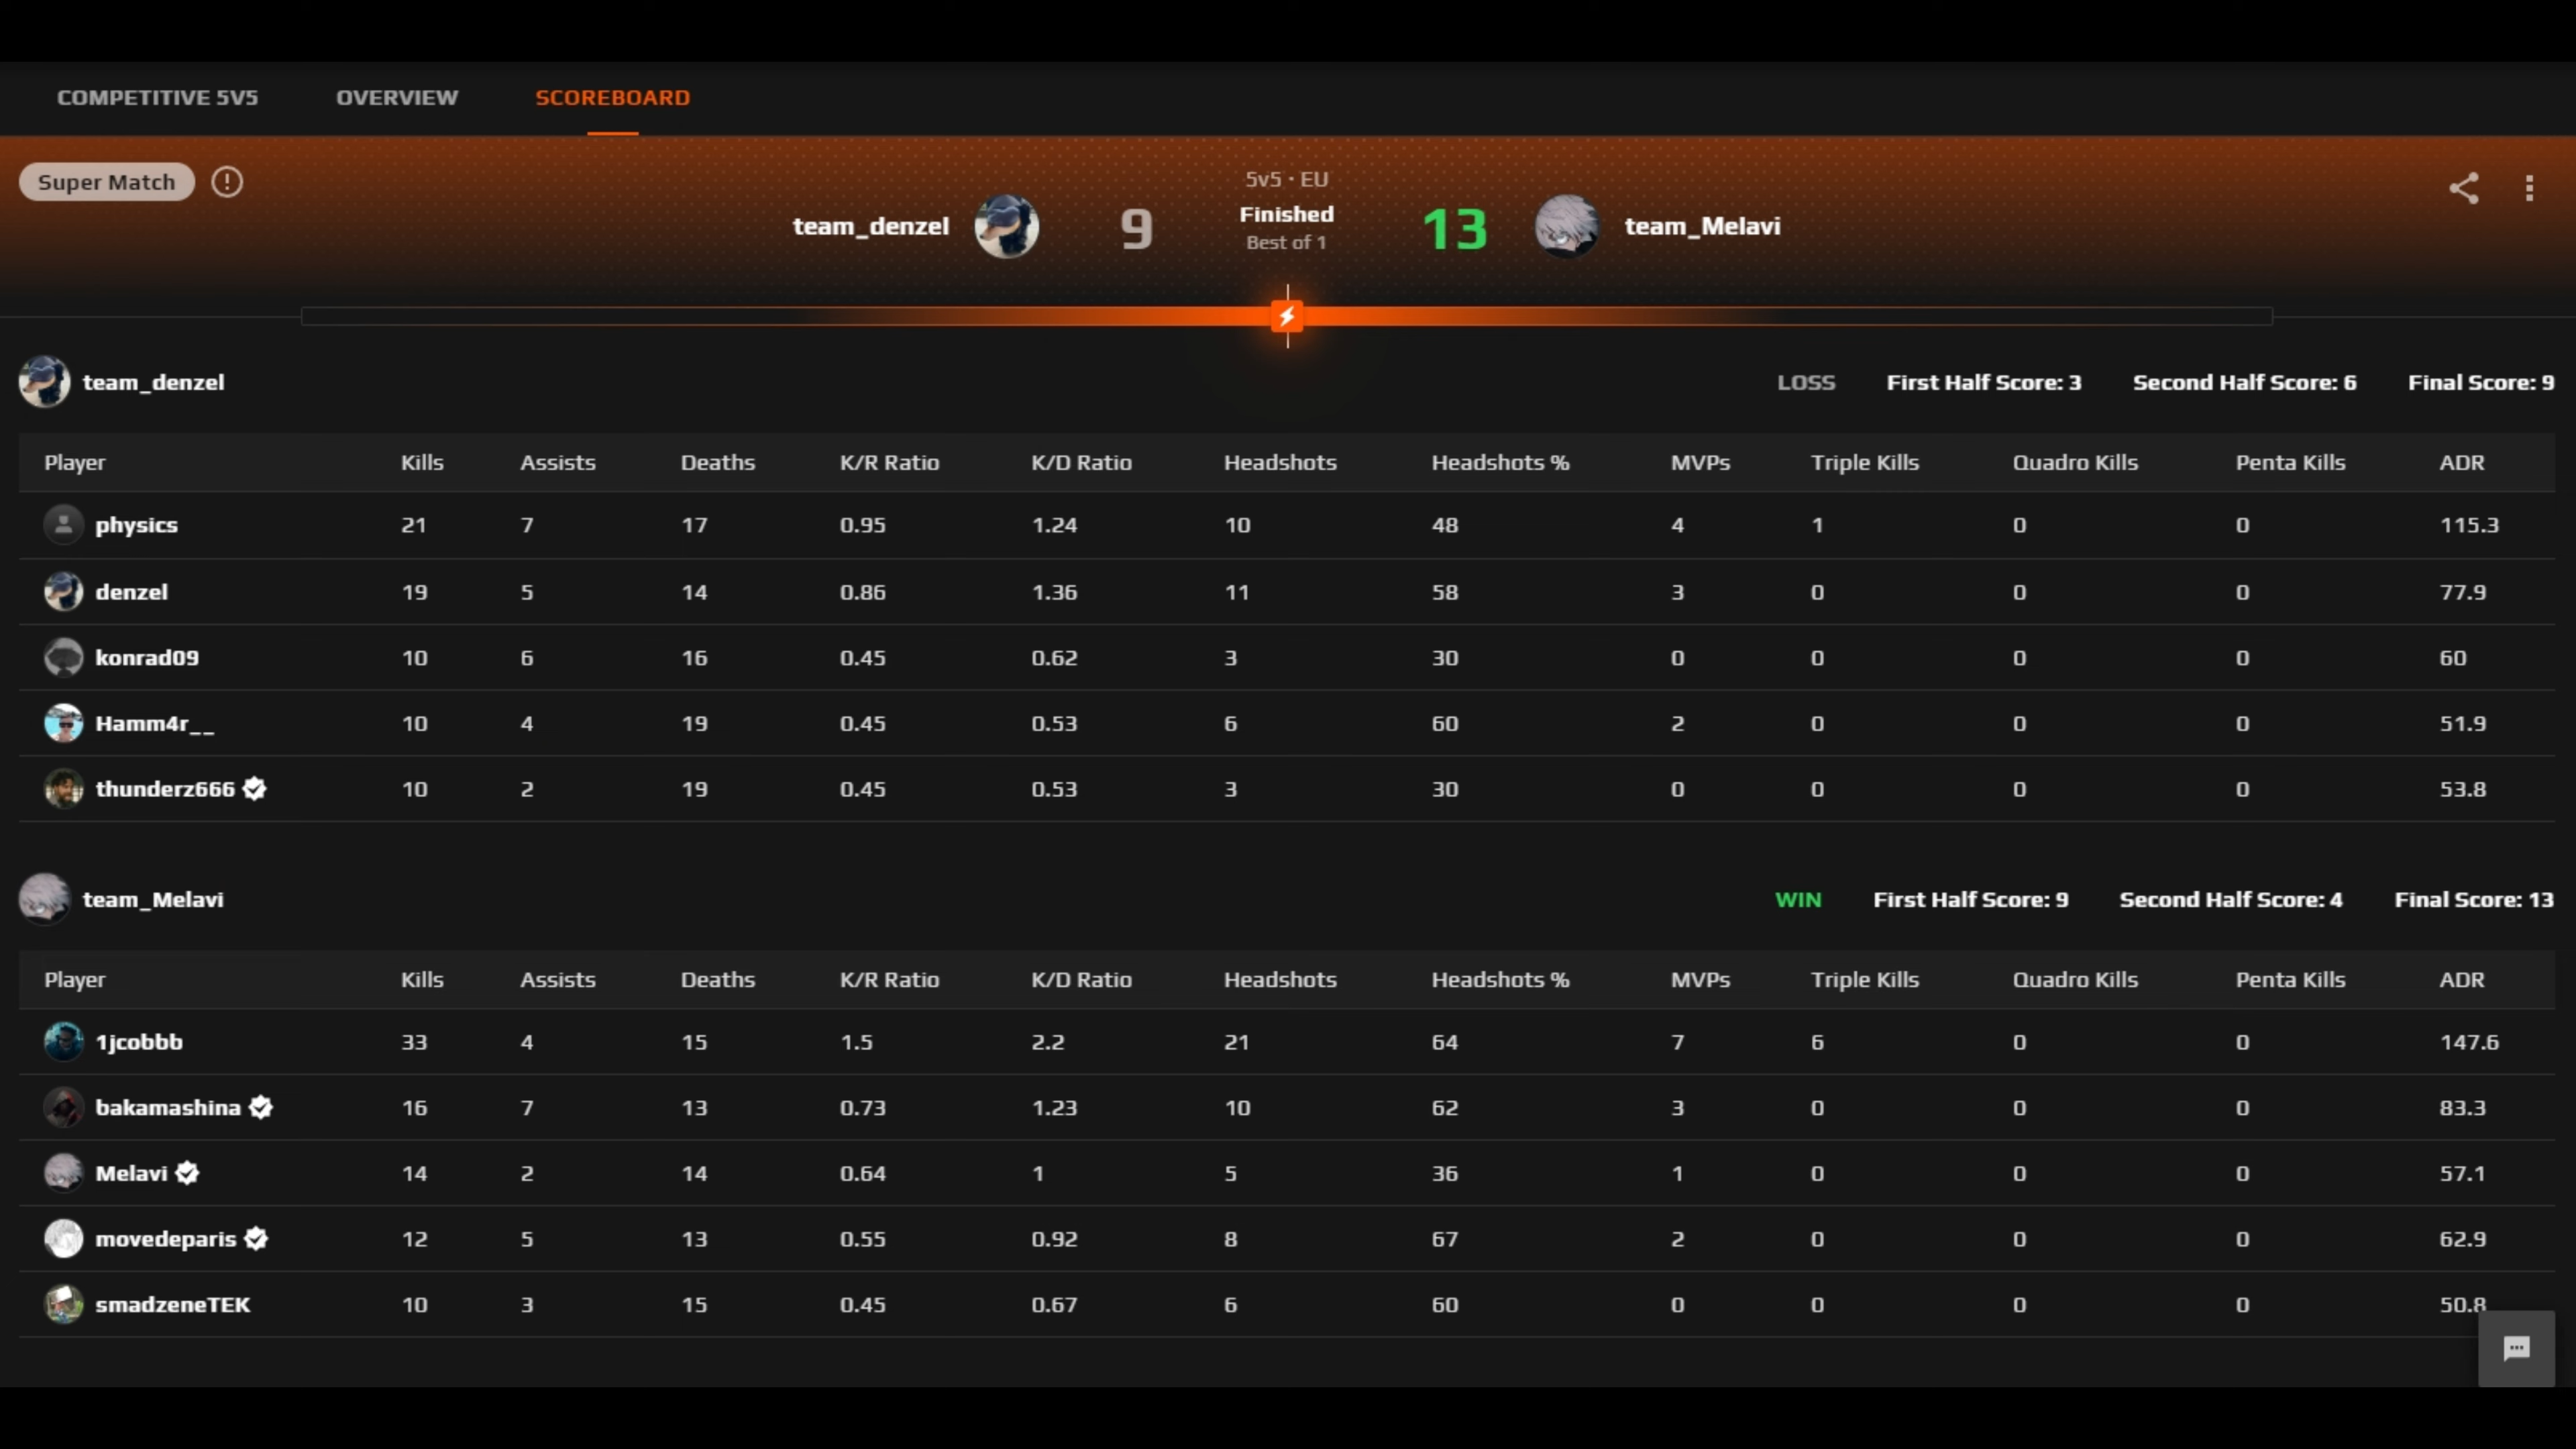 COMPETITIVE 5V5 OVERVIEW SCOREBOARD
Super Match
5v5 · EU
team_denzel 9 Finished 13 team_Melavi
Best of 1
team_denzel LOSS First Half Score: 3 Second Half Score: 6 Final Score: 9
Player Kills Assists Deaths K/R Ratio K/D Ratio Headshots Headshots % MVPs Triple Kills Quadro Kills Penta Kills ADR
physics 21 7 17 0.95 1.24 10 48 4 1 0 0 115.3
denzel 19 5 14 0.86 1.36 11 58 3 0 0 0 77.9
konrad09 10 6 16 0.45 0.62 3 30 0 0 0 0 60
Hamm4r__ 10 4 19 0.45 0.53 6 60 2 0 0 0 51.9
thunderz666 10 2 19 0.45 0.53 3 30 0 0 0 0 53.8
team_Melavi WIN First Half Score: 9 Second Half Score: 4 Final Score: 13
Player Kills Assists Deaths K/R Ratio K/D Ratio Headshots Headshots % MVPs Triple Kills Quadro Kills Penta Kills ADR
1jcobbb 33 4 15 1.5 2.2 21 64 7 6 0 0 147.6
bakamashina 16 7 13 0.73 1.23 10 62 3 0 0 0 83.3
Melavi 14 2 14 0.64 1 5 36 1 0 0 0 57.1
movedeparis 12 5 13 0.55 0.92 8 67 2 0 0 0 62.9
smadzeneTEK 10 3 15 0.45 0.67 6 60 0 0 0 0 50.8